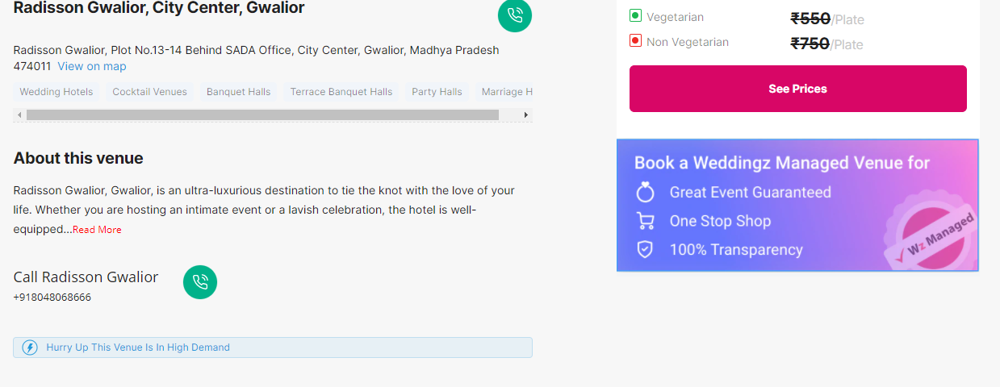 Radisson Gwalior, City Center, Gwalior
Radisson Gwalior, Plot No.13-14 Behind SADA Office, City Center, Gwalior, Madhya Pradesh
474011 View on map
Wedding Hotels Cocktail Venues Banquet Halls Terrace Banquet Halls Party Halls Marriage H
About this venue
Radisson Gwalior, Gwalior, is an ultra-luxurious destination to tie the knot with the love of your
life. Whether you are hosting an intimate event or a lavish celebration, the hotel is well-
equipped...Read More
Call Radisson Gwalior
+918048068666
Hurry Up This Venue Is In High Demand
Vegetarian ₹550/Plate
Non Vegetarian ₹750/Plate
See Prices
Book a Weddingz Managed Venue for
Great Event Guaranteed
One Stop Shop
100% Transparency
Wz Managed